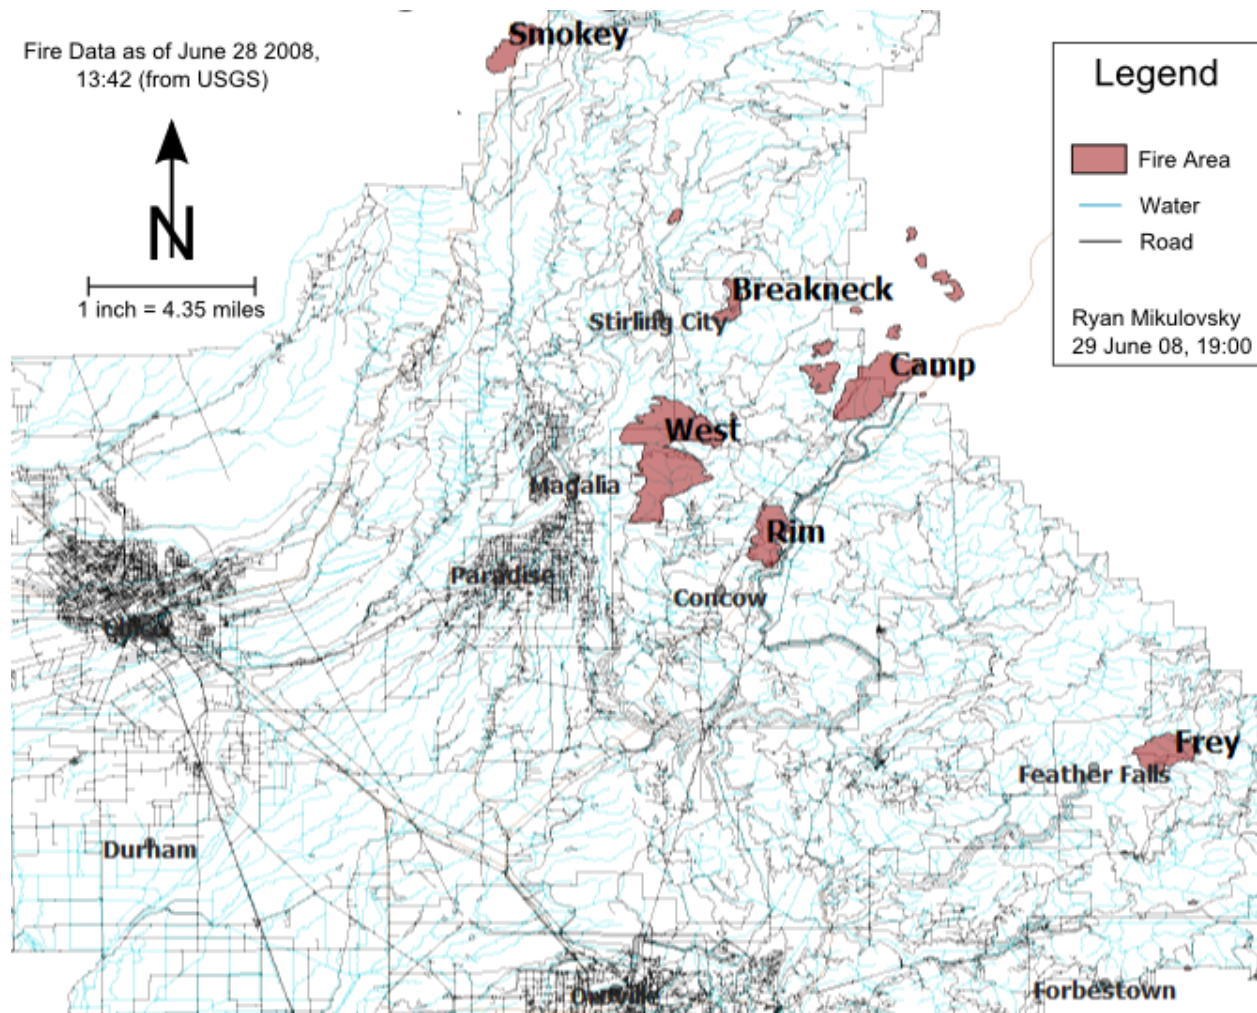 Fire Data as of June 28 2008,
13:42 (from USGS)
N
1 inch = 4.35 miles
Smokey
Legend
Fire Area
Water
Road
Ryan Mikulovsky
29 June 08, 19:00
Breakneck
Stirling City
Camp
West
Magalia
Rim
Paradise
Concow
Frey
Feather Falls
Durham
Oroville
Forbestown